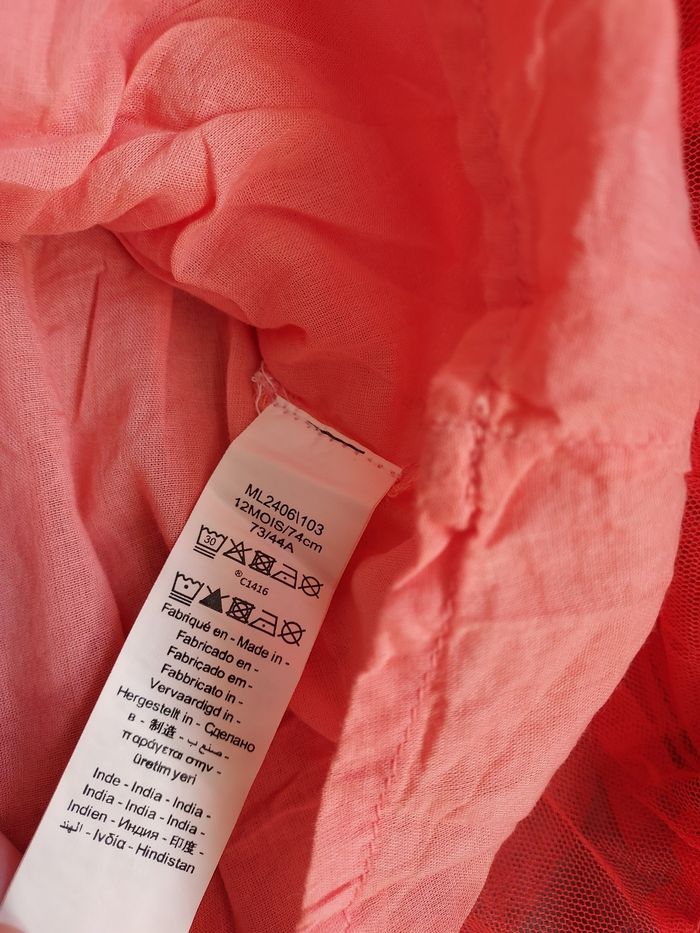 ML2406\103
12MOIS/74cm
73/44A
30
®C1416
Fabriqué en - Made in -
Fabricado en -
Fabricado em -
Fabbricato in -
Vervaardigd in -
Hergestellt in - Сделано
в - 制造 - صنع ب -
παράγεται στην -
üretim yeri
Inde - India - India -
India - India - India -
Indien - Индия - 印度 -
الهند - Ινδία - Hindistan